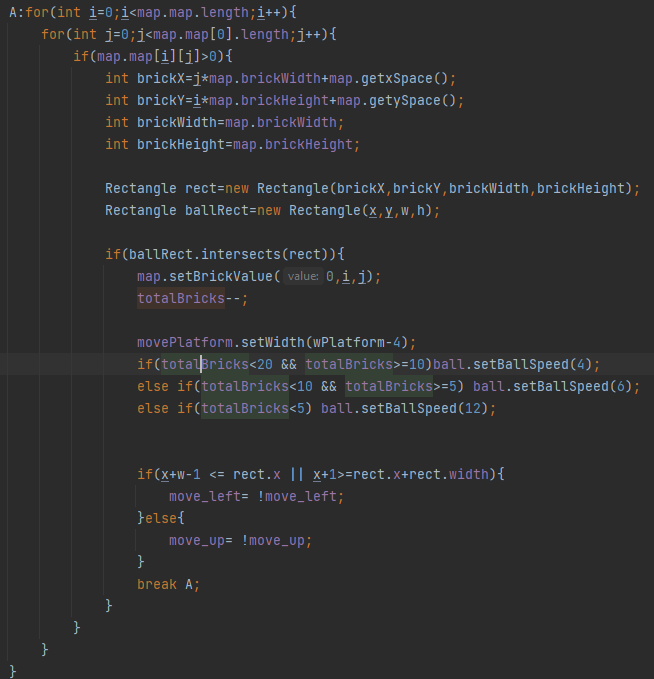 A:for(int i=0;i<map.map.length;i++){
    for(int j=0;j<map.map[0].length;j++){
        if(map.map[i][j]>0){
            int brickX=j*map.brickWidth+map.getxSpace();
            int brickY=i*map.brickHeight+map.getySpace();
            int brickWidth=map.brickWidth;
            int brickHeight=map.brickHeight;
            Rectangle rect=new Rectangle(brickX,brickY,brickWidth,brickHeight);
            Rectangle ballRect=new Rectangle(x,y,w,h);
            if(ballRect.intersects(rect)){
                map.setBrickValue( value: 0,i,j);
                totalBricks--;
                movePlatform.setWidth(wPlatform-4);
                if(totalBricks<20 && totalBricks>=10)ball.setBallSpeed(4);
                else if(totalBricks<10 && totalBricks>=5) ball.setBallSpeed(6);
                else if(totalBricks<5) ball.setBallSpeed(12);
                if(x+w-1 <= rect.x || x+1>=rect.x+rect.width){
                    move_left= !move_left;
                }else{
                    move_up= !move_up;
                }
                break A;
            }
        }
    }
}